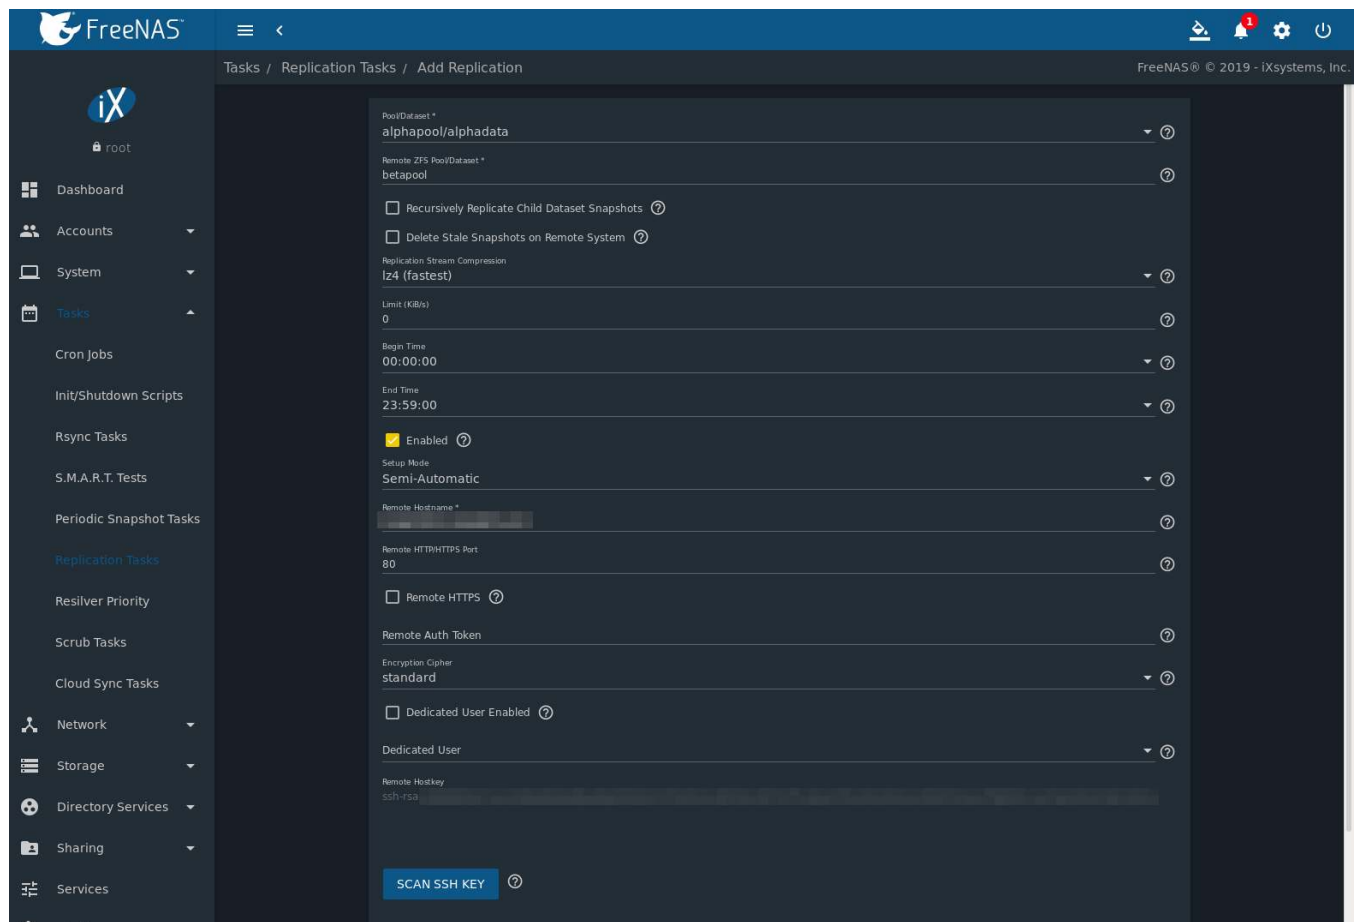 FreeNAS
1
Tasks / Replication Tasks / Add Replication
FreeNAS® © 2019 - iXsystems, Inc.
iX
root
Dashboard
Accounts
System
Tasks
Cron Jobs
Init/Shutdown Scripts
Rsync Tasks
S.M.A.R.T. Tests
Periodic Snapshot Tasks
Replication Tasks
Resilver Priority
Scrub Tasks
Cloud Sync Tasks
Network
Storage
Directory Services
Sharing
Services
Pool/Dataset *
alphapool/alphadata
Remote ZFS Pool/Dataset *
betapool
Recursively Replicate Child Dataset Snapshots
Delete Stale Snapshots on Remote System
Replication Stream Compression
lz4 (fastest)
Limit (KiB/s)
0
Begin Time
00:00:00
End Time
23:59:00
Enabled
Setup Mode
Semi-Automatic
Remote Hostname *
Remote HTTP/HTTPS Port
80
Remote HTTPS
Remote Auth Token
Encryption Cipher
standard
Dedicated User Enabled
Dedicated User
Remote Hostkey
ssh-rsa
SCAN SSH KEY